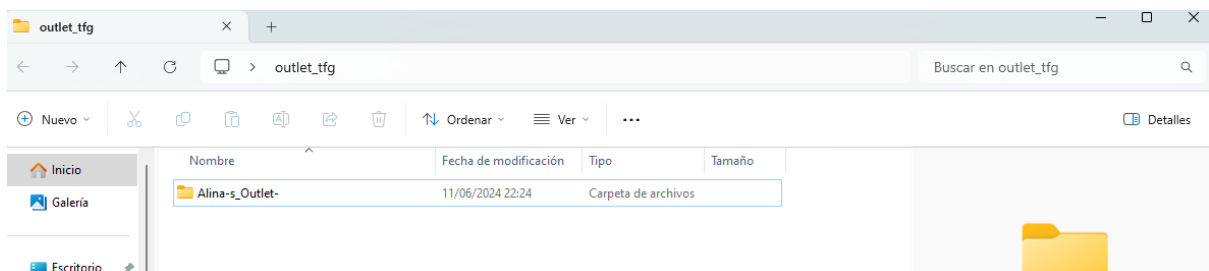 outlet_tfg
outlet_tfg
Buscar en outlet_tfg
Nuevo
Ordenar
Ver
Detalles
Nombre
Fecha de modificación
Tipo
Tamaño
Inicio
Alina-s_Outlet-
11/06/2024 22:24
Carpeta de archivos
Galería
Escritorio